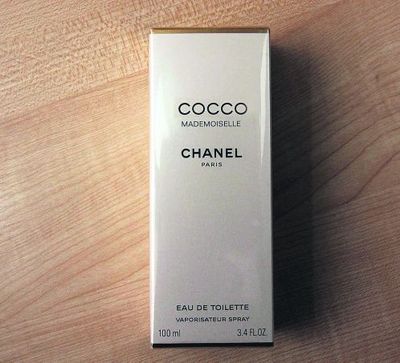 COCCO
MADEMOISELLE
CHANEL
PARIS
EAU DE TOILETTE
VAPORISATEUR SPRAY
100 ml 3.4 FL.OZ.